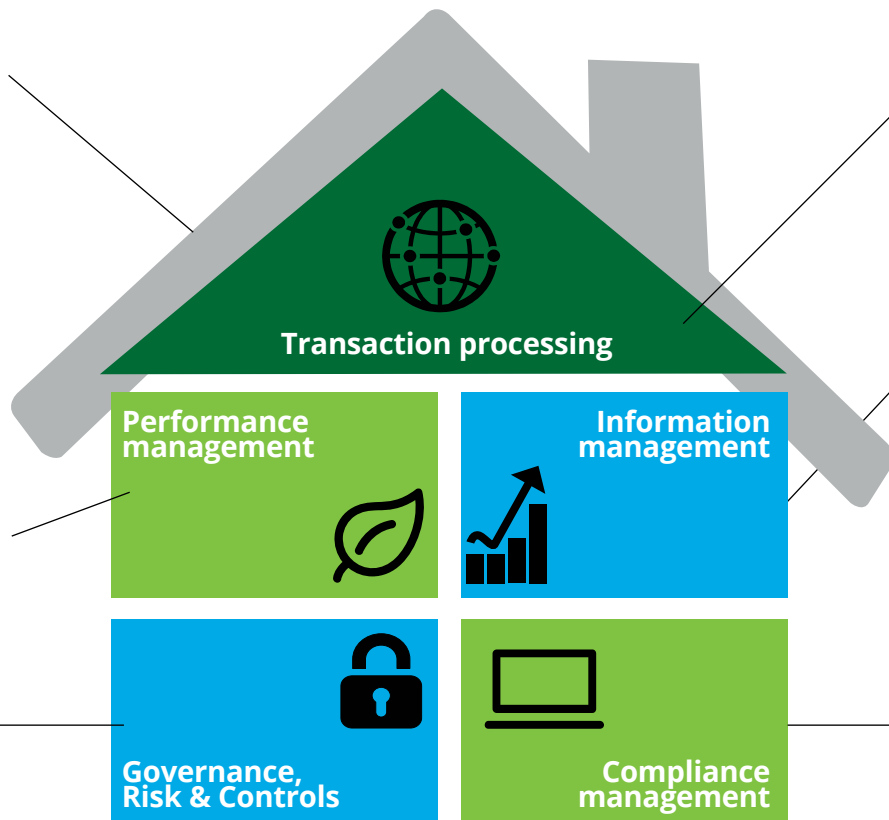 Transaction processing
Performance
management
Information
management
Governance,
Risk & Controls
Compliance
management